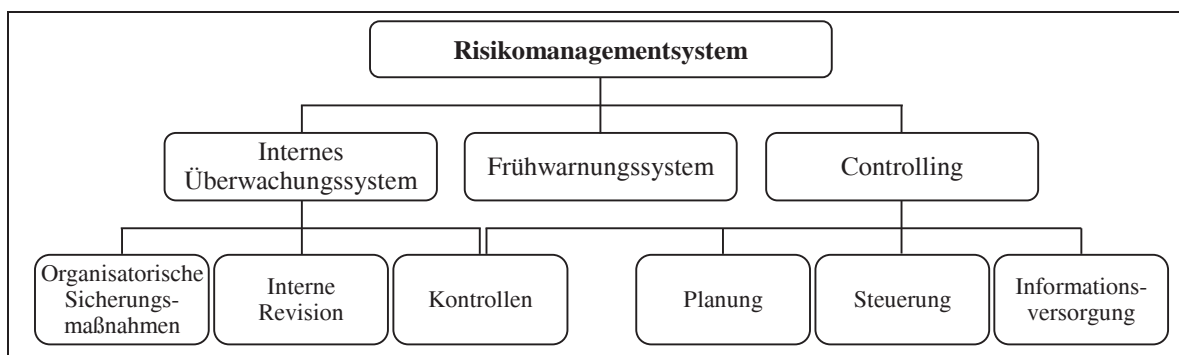 Risikomanagementsystem
Internes
Überwachungssystem
Frühwarnungssystem
Controlling
Organisatorische
Sicherungs-
maßnahmen
Interne
Revision
Kontrollen
Planung
Steuerung
Informations-
versorgung